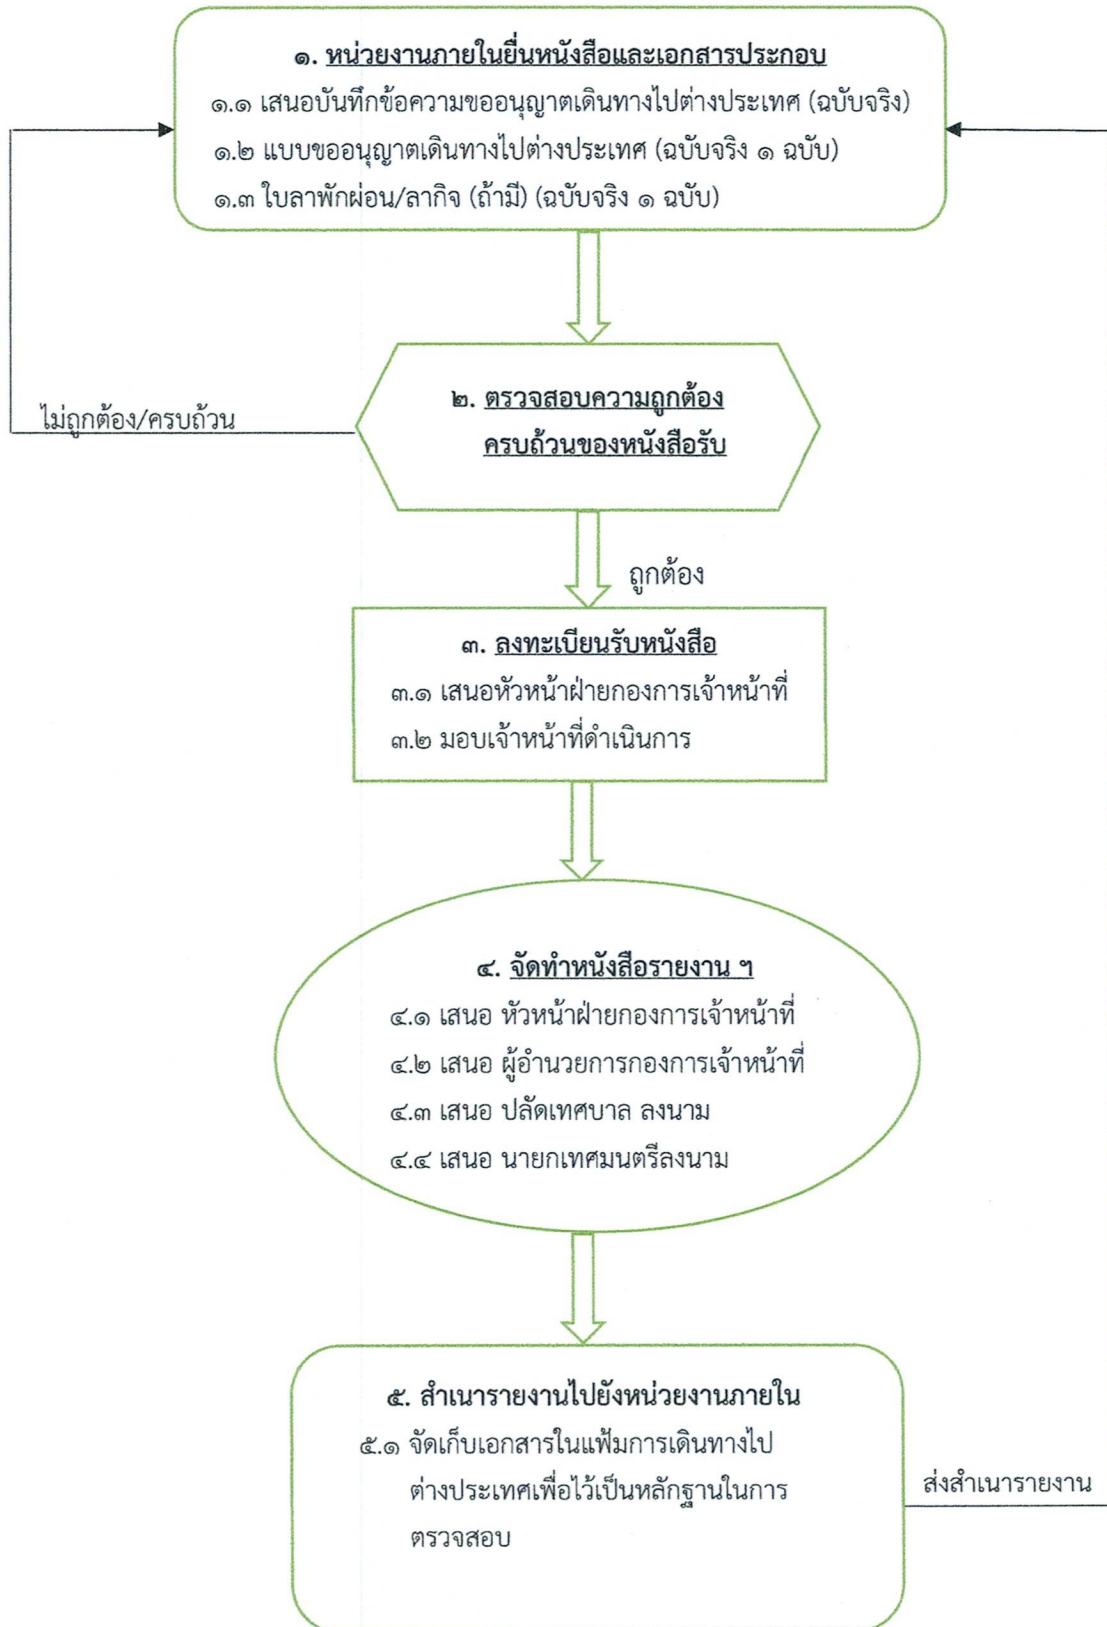 ๑. หน่วยงานภายในยื่นหนังสือและเอกสารประกอบ
๑.๑ เสนอบันทึกข้อความขออนุญาตเดินทางไปต่างประเทศ (ฉบับจริง)
๑.๒ แบบขออนุญาตเดินทางไปต่างประเทศ (ฉบับจริง ๑ ฉบับ)
๑.๓ ใบลาพักผ่อน/ลากิจ (ถ้ามี) (ฉบับจริง ๑ ฉบับ)
๒. ตรวจสอบความถูกต้อง
ครบถ้วนของหนังสือรับ
ไม่ถูกต้อง/ครบถ้วน
ถูกต้อง
๓. ลงทะเบียนรับหนังสือ
๓.๑ เสนอหัวหน้าฝ่ายกองการเจ้าหน้าที่
๓.๒ มอบเจ้าหน้าที่ดำเนินการ
๔. จัดทำหนังสือรายงาน ฯ
๔.๑ เสนอ หัวหน้าฝ่ายกองการเจ้าหน้าที่
๔.๒ เสนอ ผู้อำนวยการกองการเจ้าหน้าที่
๔.๓ เสนอ ปลัดเทศบาล ลงนาม
๔.๔ เสนอ นายกเทศมนตรีลงนาม
๕. สำเนารายงานไปยังหน่วยงานภายใน
๕.๑ จัดเก็บเอกสารในแฟ้มการเดินทางไป
ต่างประเทศเพื่อไว้เป็นหลักฐานในการ
ตรวจสอบ
ส่งสำเนารายงาน